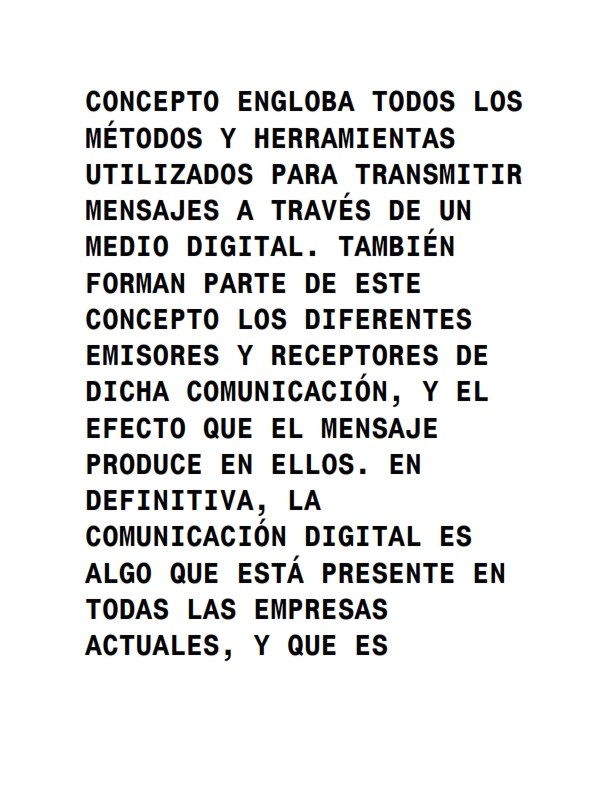 CONCEPTO ENGLOBA TODOS LOS
MÉTODOS Y HERRAMIENTAS
UTILIZADOS PARA TRANSMITIR
MENSAJES A TRAVÉS DE UN
MEDIO DIGITAL. TAMBIÉN
FORMAN PARTE DE ESTE
CONCEPTO LOS DIFERENTES
EMISORES Y RECEPTORES DE
DICHA COMUNICACIÓN, Y EL
EFECTO QUE EL MENSAJE
PRODUCE EN ELLOS. EN
DEFINITIVA, LA
COMUNICACIÓN DIGITAL ES
ALGO QUE ESTÁ PRESENTE EN
TODAS LAS EMPRESAS
ACTUALES, Y QUE ES